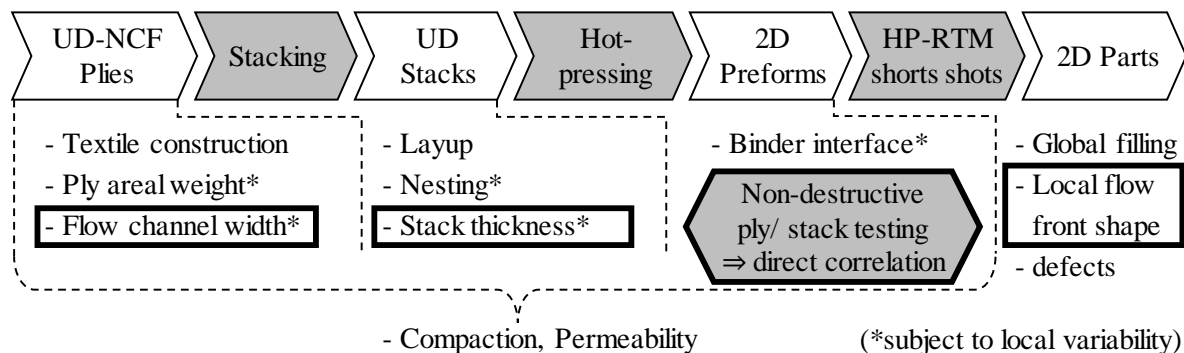 UD-NCF
Plies
Stacking
UD
Stacks
Hot-
pressing
2D
Preforms
HP-RTM
shorts shots
2D Parts
- Textile construction
- Ply areal weight*
- Flow channel width*
- Layup
- Nesting*
- Stack thickness*
- Binder interface*
Non-destructive
ply/ stack testing
⇒ direct correlation
- Global filling
- Local flow
front shape
- defects
- Compaction, Permeability
(*subject to local variability)